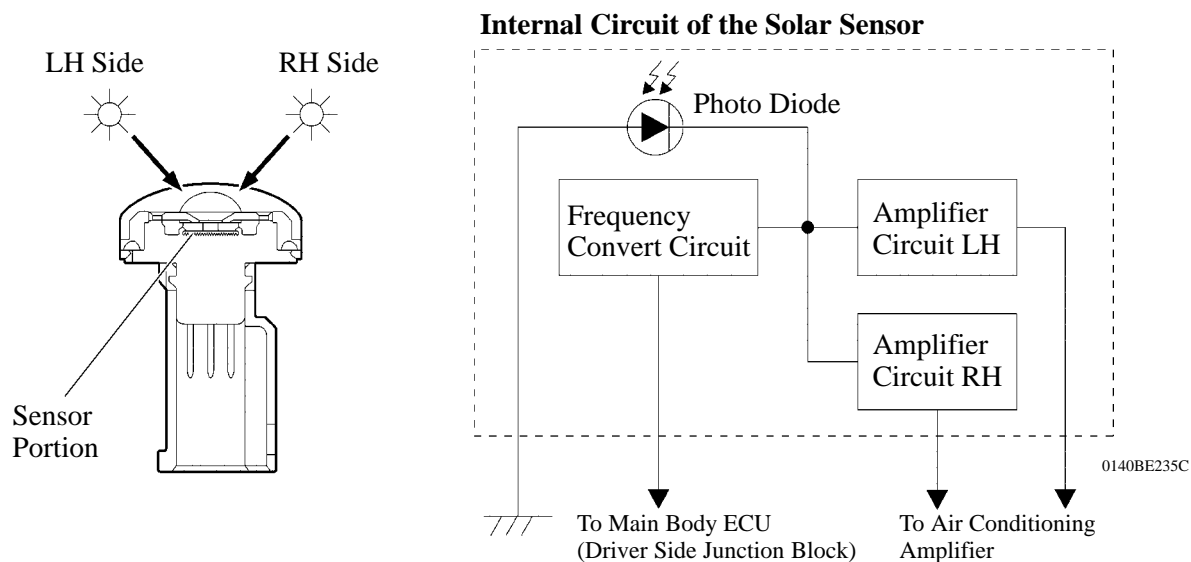 Internal Circuit of the Solar Sensor
LH Side
RH Side
Sensor
Portion
Photo Diode
Frequency
Convert Circuit
Amplifier
Circuit LH
Amplifier
Circuit RH
0140BE235C
To Main Body ECU
(Driver Side Junction Block)
To Air Conditioning
Amplifier